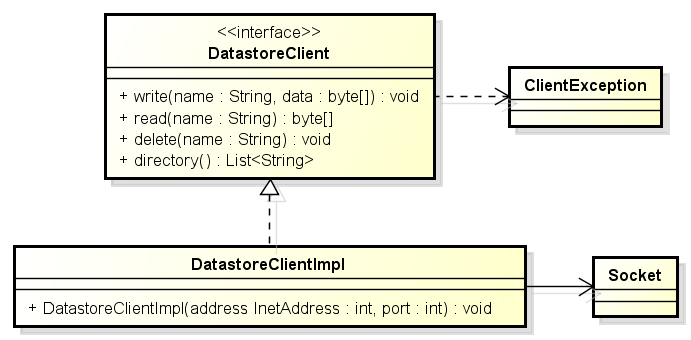 <<interface>>
DatastoreClient
+ write(name : String, data : byte[]) : void
+ read(name : String) : byte[]
+ delete(name : String) : void
+ directory() : List<String>
ClientException
DatastoreClientImpl
+ DatastoreClientImpl(address InetAddress : int, port : int) : void
Socket